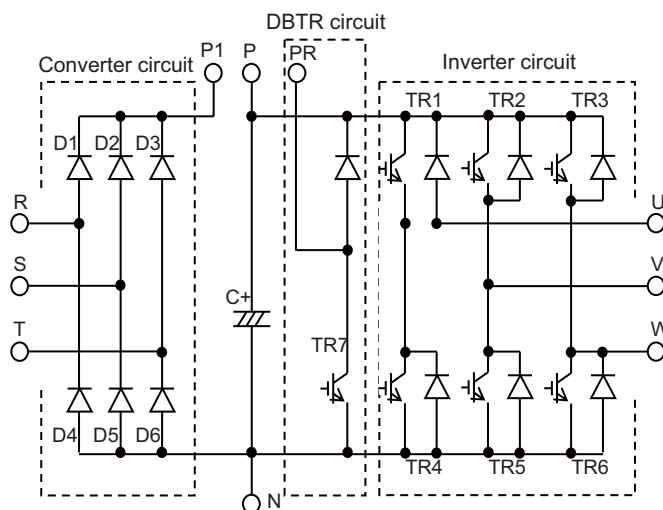 DBTR circuit
Converter circuit P1 P PR Inverter circuit
TR1 TR2 TR3
D1 D2 D3
R U
S V
C+
T TR7 W
D4 D5 D6 TR4 TR5 TR6
N